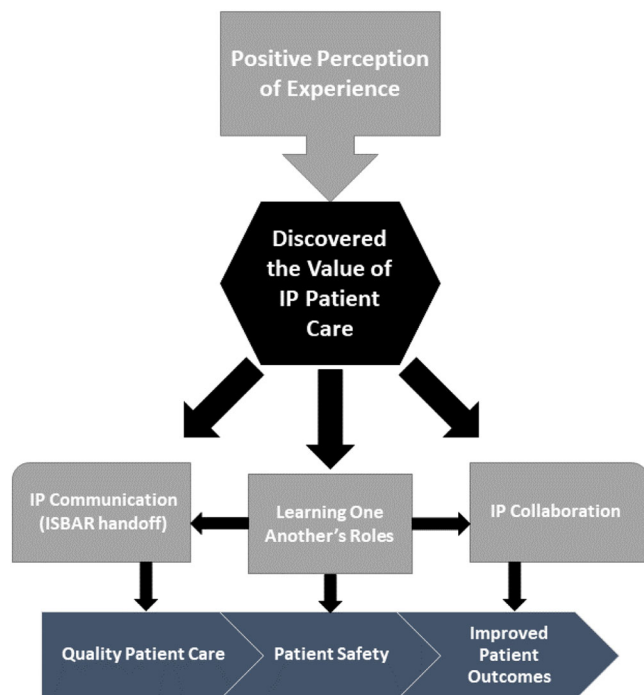 Positive Perception
of Experience
Discovered
the Value of
IP Patient
Care
IP Communication
(ISBAR handoff)
Learning One
Another's Roles
IP Collaboration
Quality Patient Care
Patient Safety
Improved
Patient
Outcomes